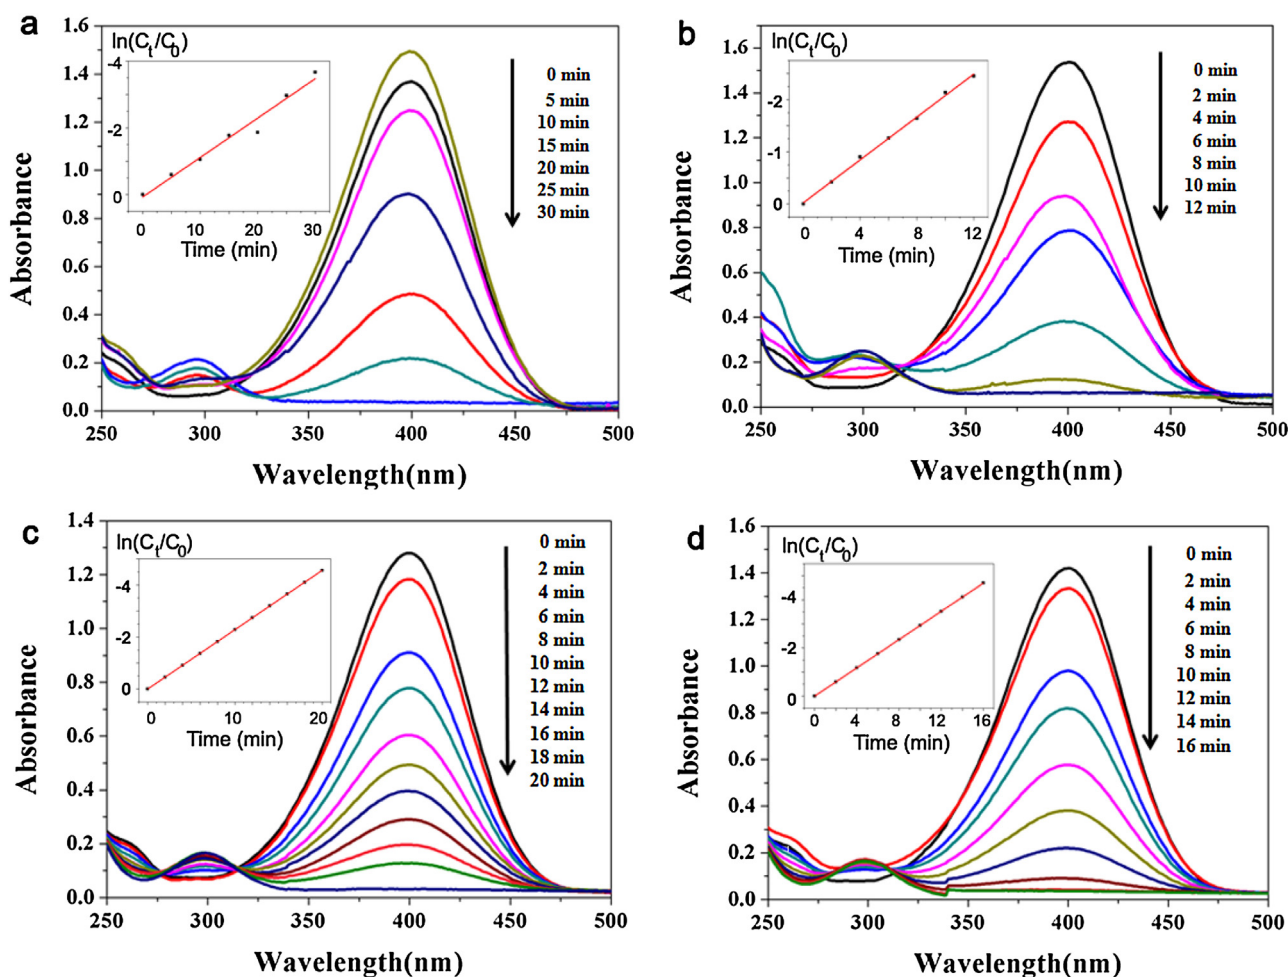 a
ln(Ct/C0)
-4
-2
0
0 10 20 30
Time (min)
0 min
5 min
10 min
15 min
20 min
25 min
30 min
1.6
1.4
1.2
1.0
0.8
0.6
0.4
0.2
0.0
Absorbance
250 300 350 400 450 500
Wavelength(nm)
b
ln(Ct/C0)
-2
-1
0
0 4 8 12
Time (min)
0 min
2 min
4 min
6 min
8 min
10 min
12 min
1.6
1.4
1.2
1.0
0.8
0.6
0.4
0.2
0.0
Absorbance
250 300 350 400 450 500
Wavelength(nm)
c
ln(Ct/C0)
-4
-2
0
0 10 20
Time (min)
0 min
2 min
4 min
6 min
8 min
10 min
12 min
14 min
16 min
18 min
20 min
1.4
1.2
1.0
0.8
0.6
0.4
0.2
0.0
Absorbance
250 300 350 400 450 500
Wavelength(nm)
d
ln(Ct/C0)
-4
-2
0
0 4 8 12 16
Time (min)
0 min
2 min
4 min
6 min
8 min
10 min
12 min
14 min
16 min
1.6
1.4
1.2
1.0
0.8
0.6
0.4
0.2
0.0
Absorbance
250 300 350 400 450 500
Wavelength(nm)